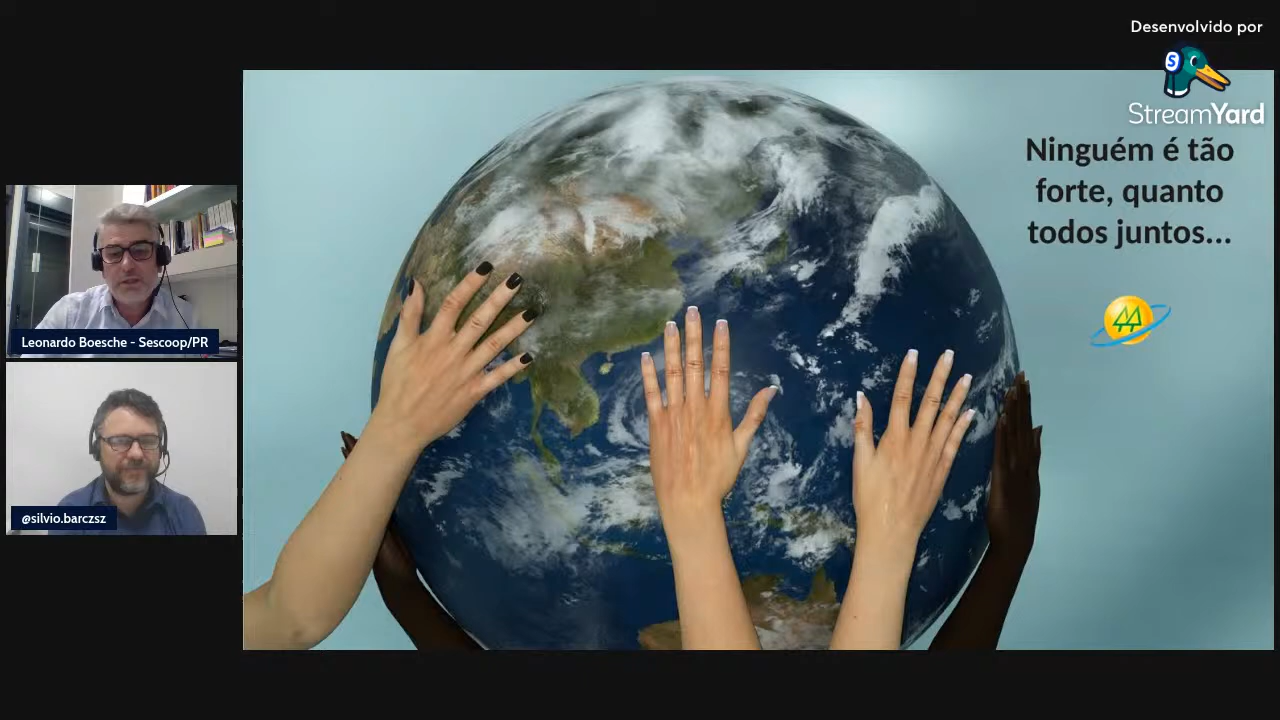 Desenvolvido por
StreamYard
Ninguém é tão
forte, quanto
todos juntos...
Leonardo Boesche - Sescoop/PR
@silvio.barczsz